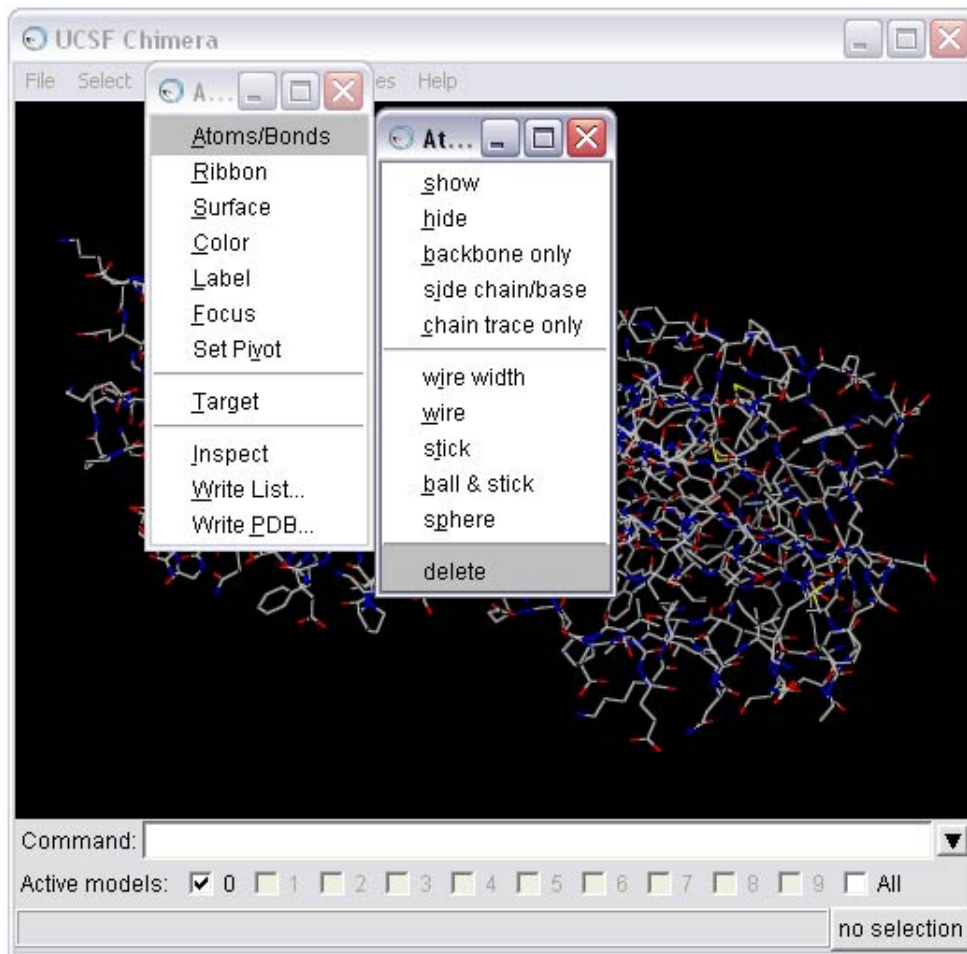 UCSF Chimera
File Select es Help
A...
Atoms/Bonds
Ribbon
Surface
Color
Label
Focus
Set Pivot
Target
Inspect
Write List...
Write PDB...
At...
show
hide
backbone only
side chain/base
chain trace only
wire width
wire
stick
ball & stick
sphere
delete
Command:
Active models: 0 1 2 3 4 5 6 7 8 9 All
no selection